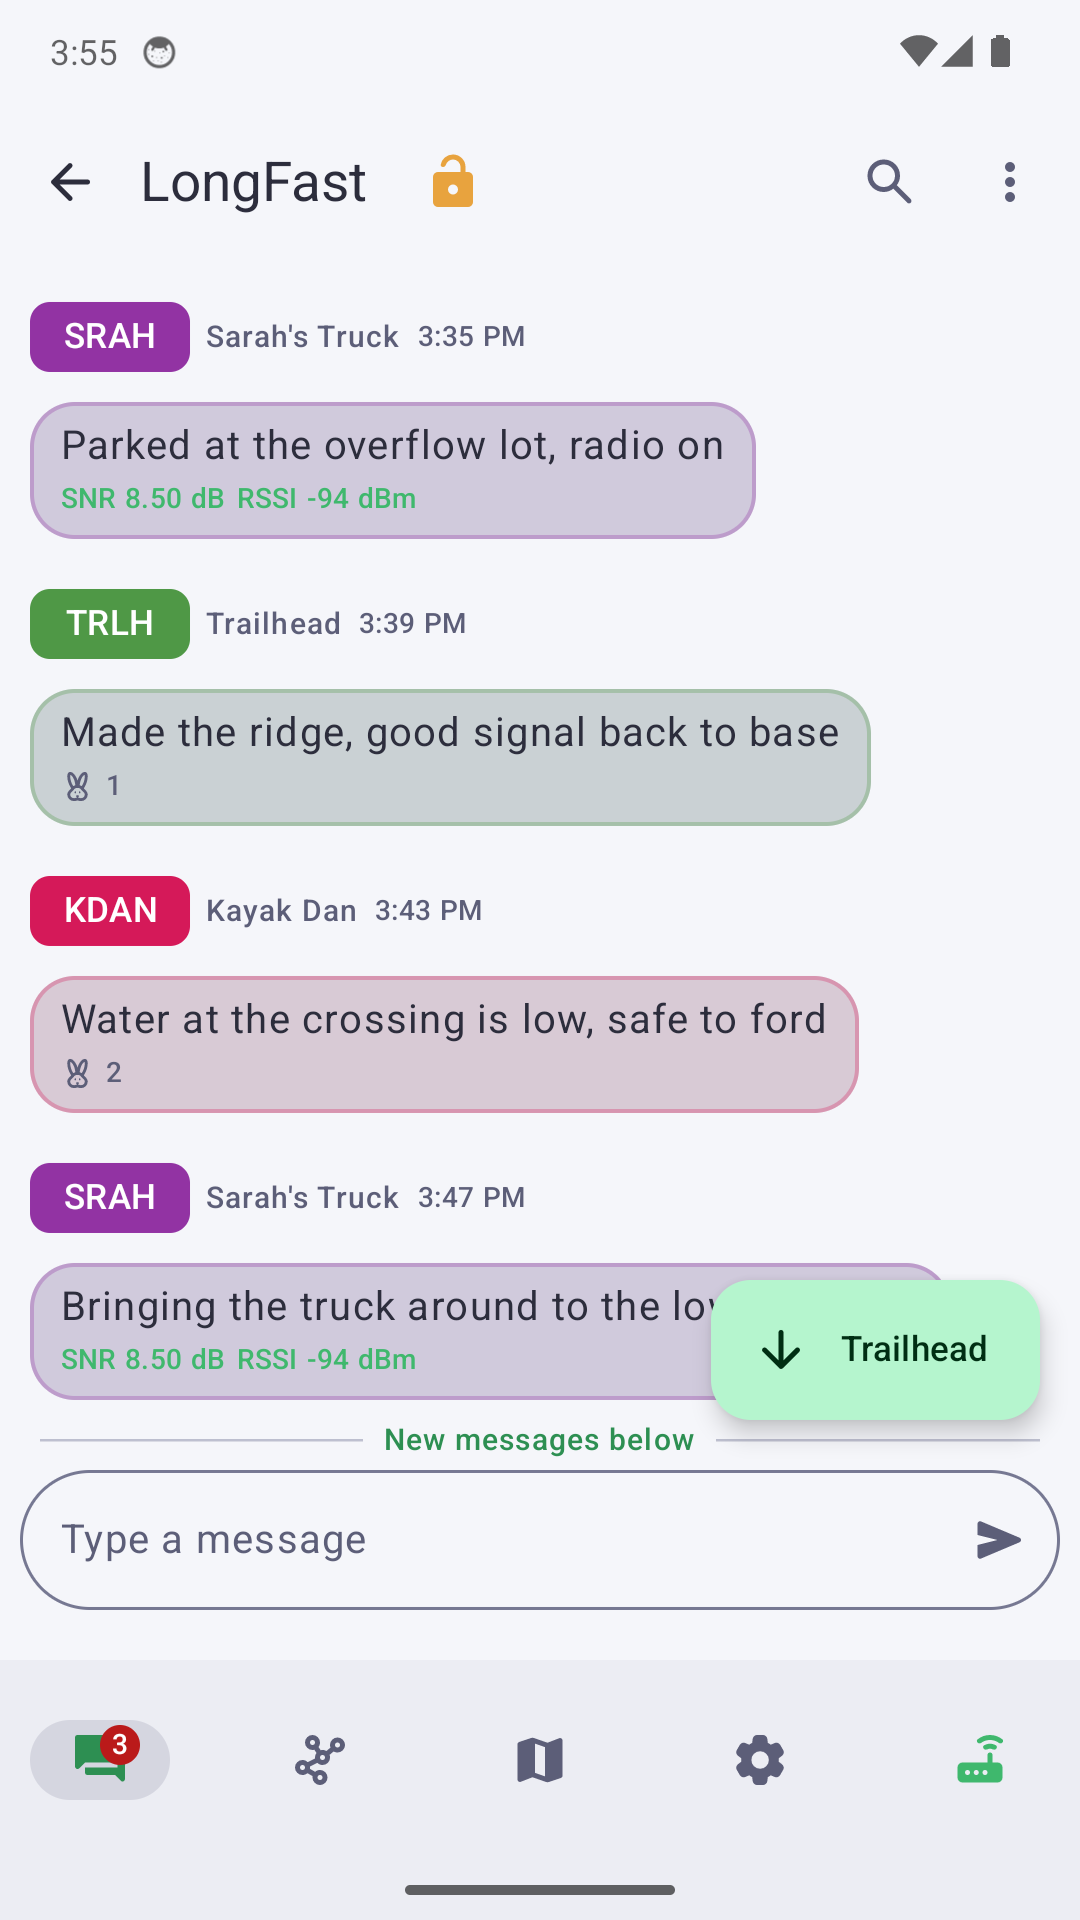 3:55
LongFast
SRAH Sarah's Truck 3:35 PM
Parked at the overflow lot, radio on
SNR 8.50 dB RSSI -94 dBm
TRLH Trailhead 3:39 PM
Made the ridge, good signal back to base
1
KDAN Kayak Dan 3:43 PM
Water at the crossing is low, safe to ford
2
SRAH Sarah's Truck 3:47 PM
Bringing the truck around to the
SNR 8.50 dB RSSI -94 dBm
Trailhead
New messages below
Type a message
3